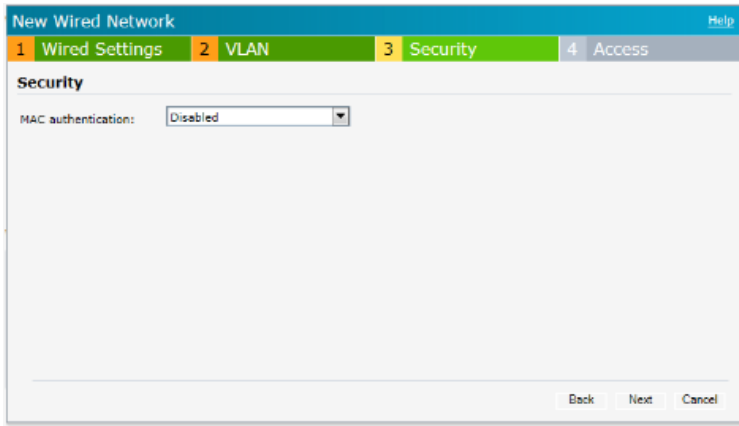 New Wired Network Help
1 Wired Settings 2 VLAN 3 Security 4 Access
Security
MAC authentication: Disabled
Back Next Cancel